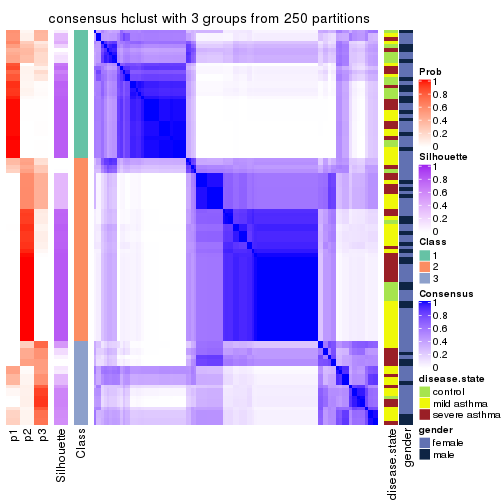 consensus hclust with 3 groups from 250 partitions
Prob
1
0.8
0.6
0.4
0.2
0
Silhouette
1
0.8
0.6
0.4
0.2
0
Class
1
2
3
Consensus
1
0.8
0.6
0.4
0.2
0
disease.state
control
mild asthma
severe asthma
gender
female
male
p1
p2
p3
Silhouette
Class
disease.state
gender